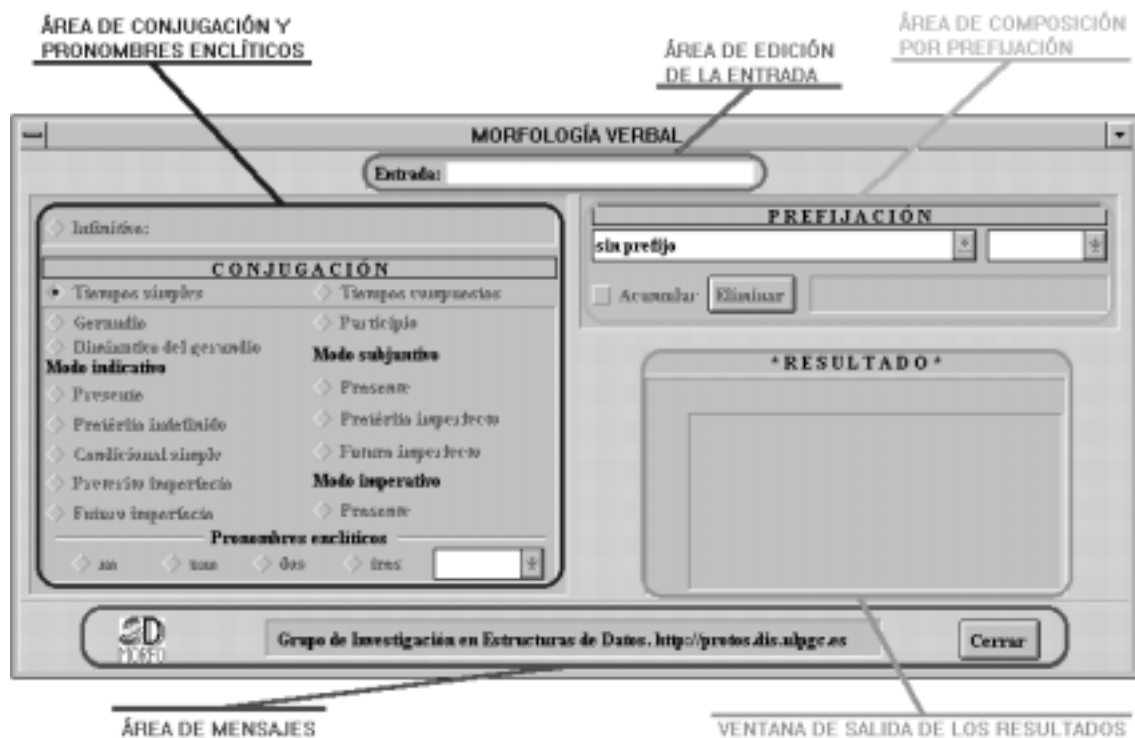 ÁREA DE CONJUGACIÓN Y
PRONOMBRES ENCLÍTICOS
ÁREA DE EDICIÓN
DE LA ENTRADA
ÁREA DE COMPOSICIÓN
POR PREFIJACIÓN
MORFOLOGÍA VERBAL
Entrada:
Infinitivo:
CONJUGACIÓN
Tiempos simples
Tiempos compuestos
Gerundio
Participio
Diminutivo del gerundio
Modo indicativo
Modo subjuntivo
Presente
Presente
Pretérito indefinido
Pretérito imperfecto
Condicional simple
Futuro imperfecto
Pretérito imperfecto
Modo imperativo
Futuro imperfecto
Presente
Pronombres enclíticos
uno
dos
tres
PREFIJACIÓN
sin prefijo
Acumular
Eliminar
*RESULTADO*
MORFO
Grupo de Investigación en Estructuras de Datos. http://protos.dis.ulpgc.es
Cerrar
ÁREA DE MENSAJES
VENTANA DE SALIDA DE LOS RESULTADOS